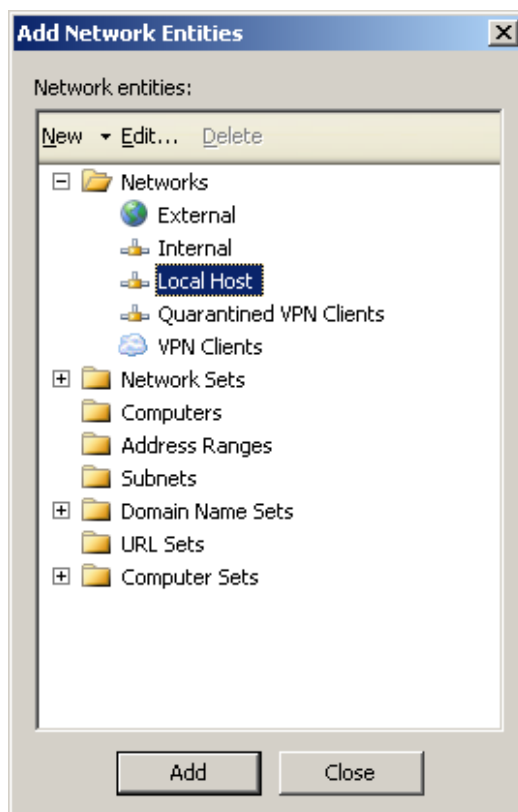 Add Network Entities
Network entities:
New Edit... Delete
Networks
External
Internal
Local Host
Quarantined VPN Clients
VPN Clients
Network Sets
Computers
Address Ranges
Subnets
Domain Name Sets
URL Sets
Computer Sets
Add Close